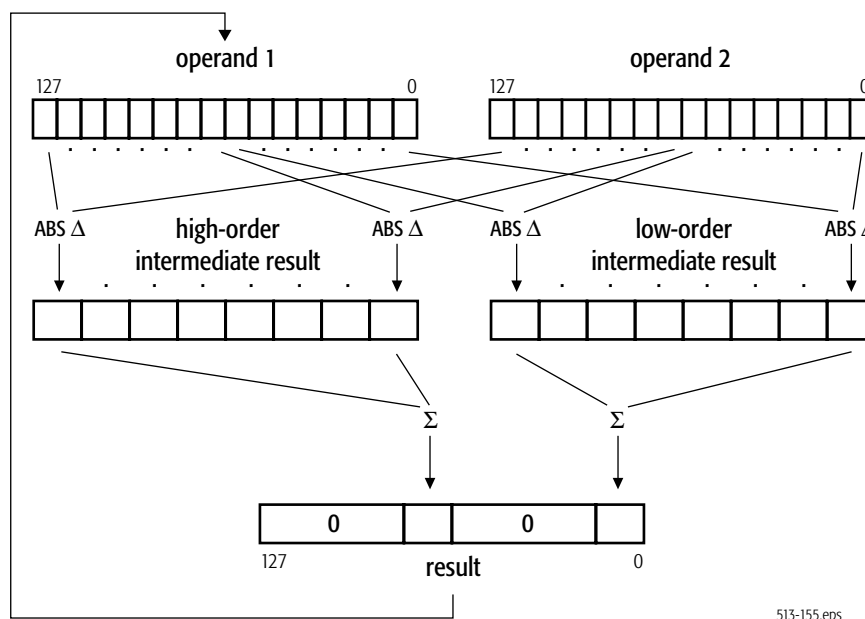 operand 1
operand 2
127
0
127
0
ABS Δ
high-order
intermediate result
ABS Δ
ABS Δ
low-order
intermediate result
ABS Δ
Σ
Σ
0
0
127
result
0
513-155.eps